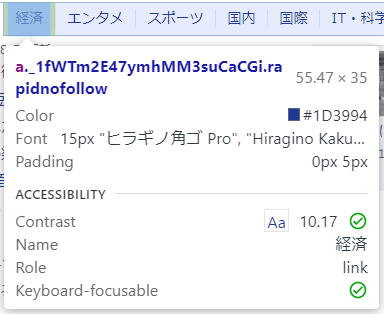 経済 エンタメ スポーツ 国内 国際 IT・科学
a._1fWTm2E47ymhMM3suCaCGi.ra
pidnofollow 55.47 × 35
Color #1D3994
Font 15px "ヒラギノ角ゴ Pro", "Hiragino Kaku…
Padding 0px 5px
ACCESSIBILITY
Contrast Aa 10.17
Name 経済
Role link
Keyboard-focusable